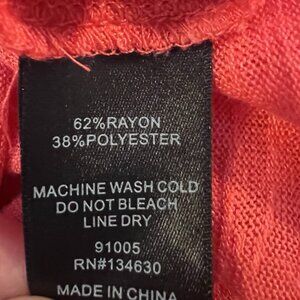 62%RAYON
38%POLYESTER
MACHINE WASH COLD
DO NOT BLEACH
LINE DRY
91005
RN#134630
MADE IN CHINA